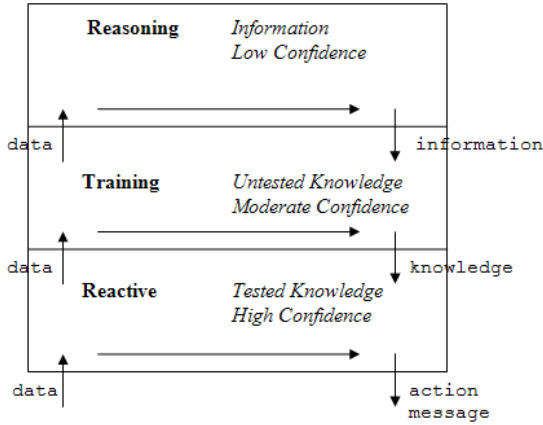 Reasoning Information
Low Confidence
data information
Training Untested Knowledge
Moderate Confidence
data knowledge
Reactive Tested Knowledge
High Confidence
data action
message